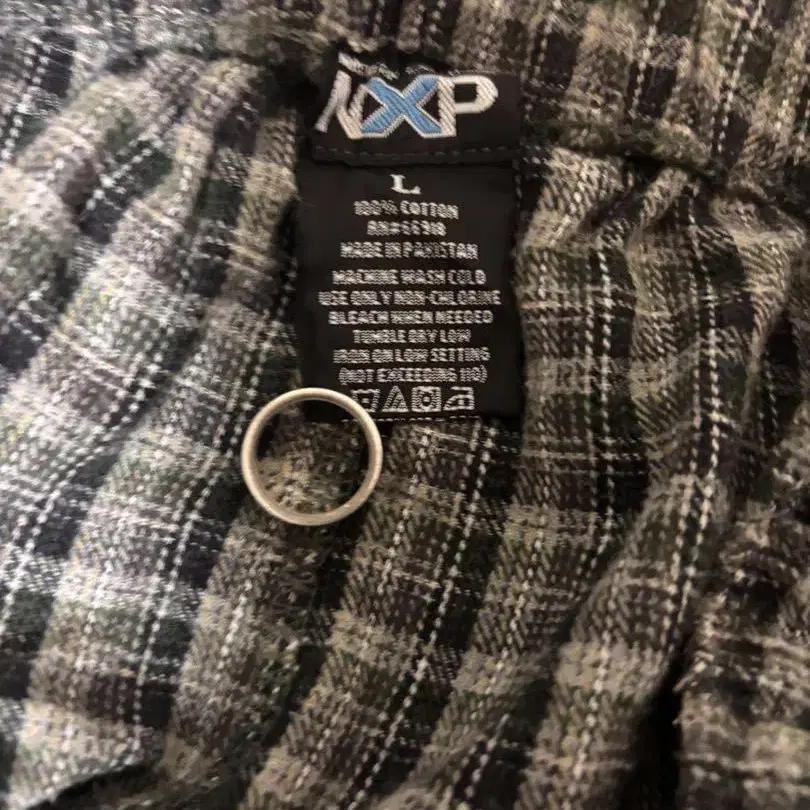 NXP
L
100% COTTON
RN#66318
MADE IN PAKISTAN
MACHINE WASH COLD
USE ONLY NON-CHLORINE
BLEACH WHEN NEEDED
TUMBLE DRY LOW
IRON ON LOW SETTING
(NOT EXCEEDING 110)